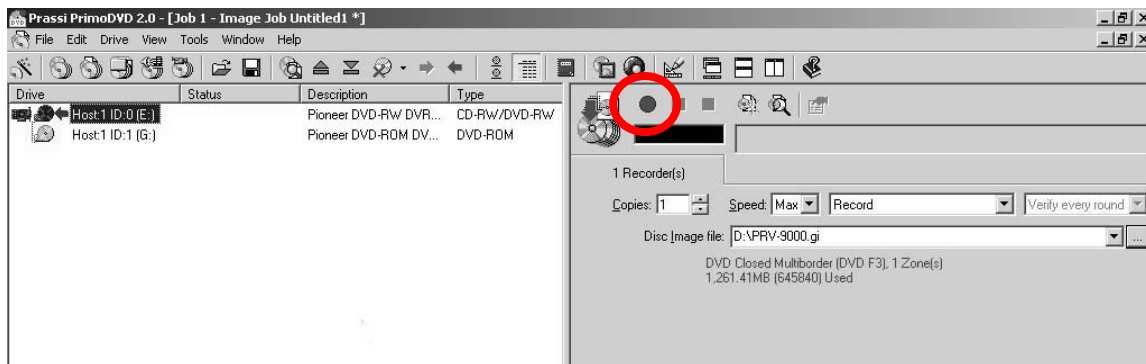 Prassi PrimoDVD 2.0 - [Job 1 - Image Job Untitled1 *]
File Edit Drive View Tools Window Help
Drive Status Description Type
Host:1 ID:0 (E:) Pioneer DVD-RW DVR... CD-RW/DVD-RW
Host:1 ID:1 (G:) Pioneer DVD-ROM DV... DVD-ROM
1 Recorder(s)
Copies: 1 Speed: Max Record Verify every round
Disc Image file: D:\PRV-9000.gi ...
DVD Closed Multiborder (DVD F3), 1 Zone(s)
1,261.41MB (645840) Used